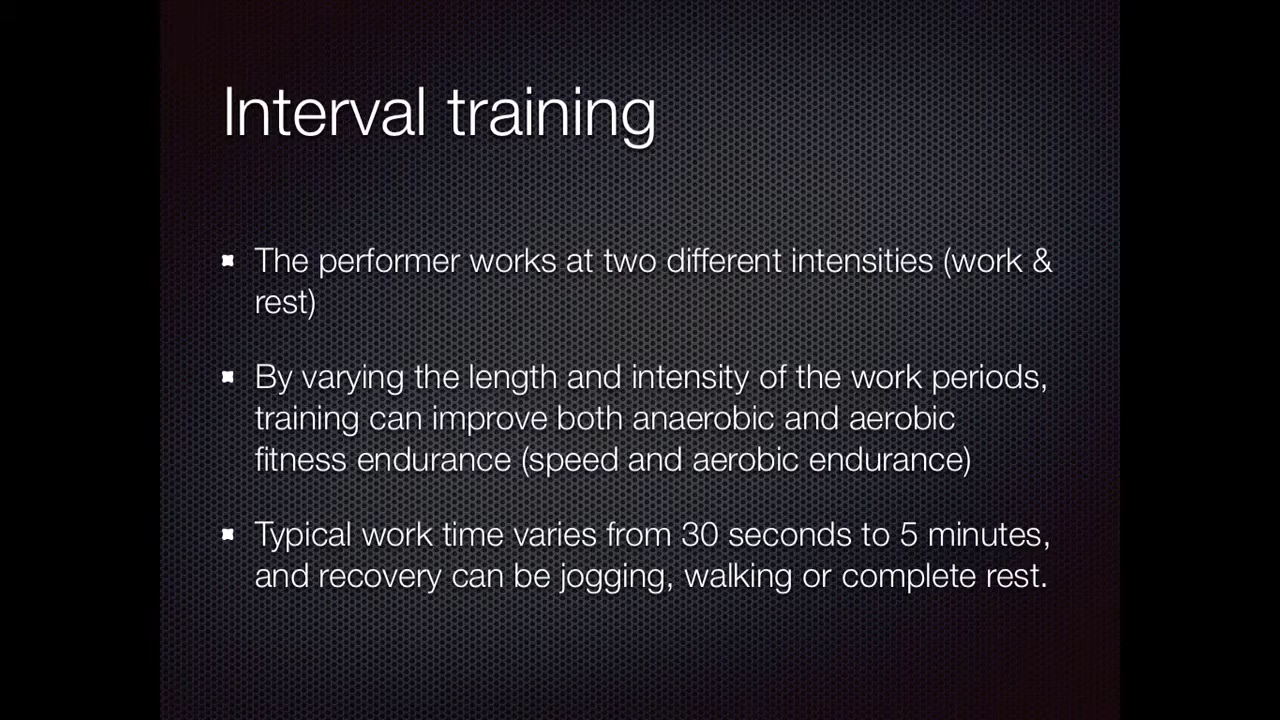 Interval training
The performer works at two different intensities (work &
rest)
By varying the length and intensity of the work periods,
training can improve both anaerobic and aerobic
fitness endurance (speed and aerobic endurance)
Typical work time varies from 30 seconds to 5 minutes,
and recovery can be jogging, walking or complete rest.